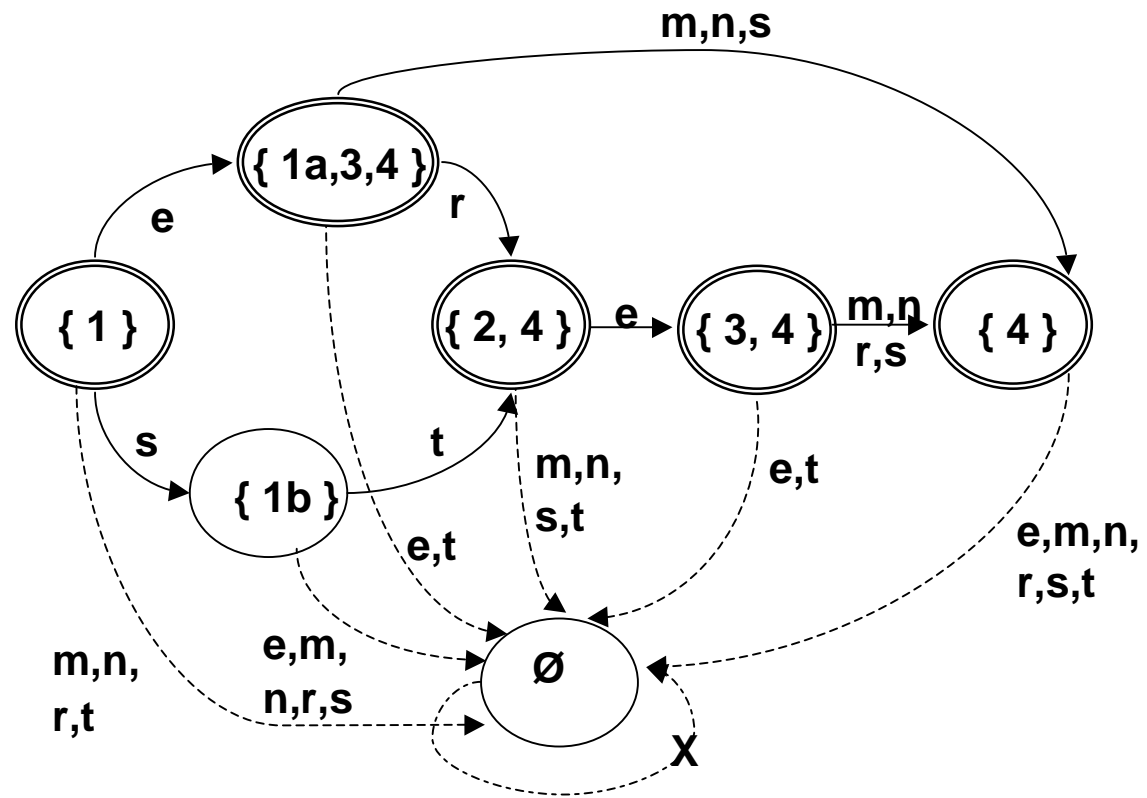 m,n,s
{ 1a,3,4 }
r
e
{ 1 }
{ 2, 4 }
e
{ 3, 4 }
m,n
r,s
{ 4 }
s
{ 1b }
t
m,n,
s,t
e,t
e,t
e,m,n,
r,s,t
m,n,
r,t
e,m,
n,r,s
Ø
X